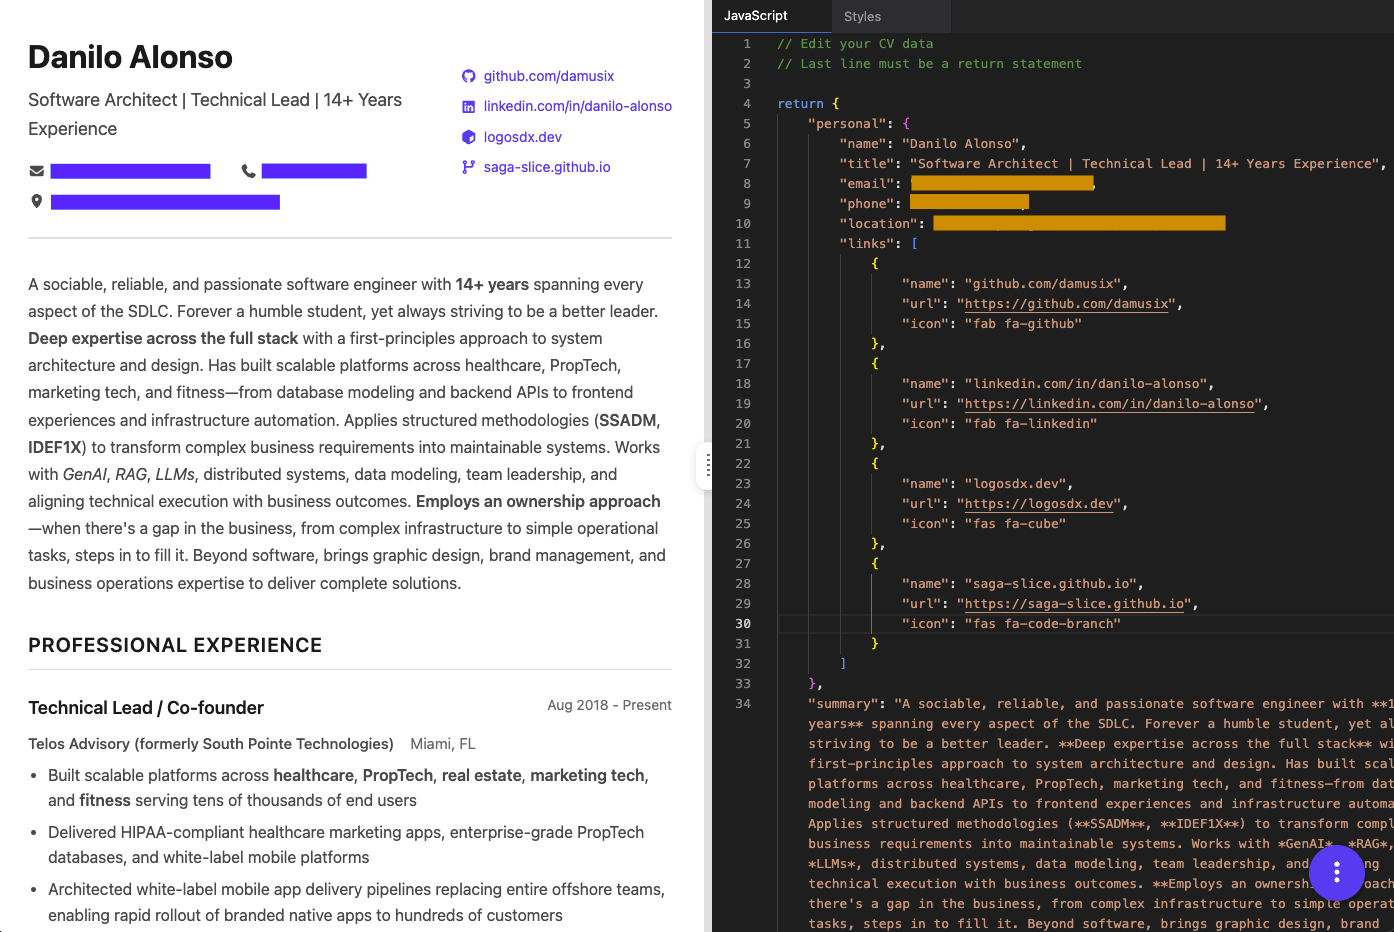 Danilo Alonso
Software Architect | Technical Lead | 14+ Years
Experience
github.com/damusix
linkedin.com/in/danilo-alonso
logosdx.dev
saga-slice.github.io
A sociable, reliable, and passionate software engineer with 14+ years spanning every
aspect of the SDLC. Forever a humble student, yet always striving to be a better leader.
Deep expertise across the full stack with a first-principles approach to system
architecture and design. Has built scalable platforms across healthcare, PropTech,
marketing tech, and fitness—from database modeling and backend APIs to frontend
experiences and infrastructure automation. Applies structured methodologies (SSADM,
IDEF1X) to transform complex business requirements into maintainable systems. Works
with GenAI, RAG, LLMs, distributed systems, data modeling, team leadership, and
aligning technical execution with business outcomes. Employs an ownership approach
—when there's a gap in the business, from complex infrastructure to simple operational
tasks, steps in to fill it. Beyond software, brings graphic design, brand management, and
business operations expertise to deliver complete solutions.
PROFESSIONAL EXPERIENCE
Technical Lead / Co-founder
Aug 2018 - Present
Telos Advisory (formerly South Pointe Technologies) Miami, FL
• Built scalable platforms across healthcare, PropTech, real estate, marketing tech,
and fitness serving tens of thousands of end users
• Delivered HIPAA-compliant healthcare marketing apps, enterprise-grade PropTech
databases, and white-label mobile platforms
• Architected white-label mobile app delivery pipelines replacing entire offshore teams,
enabling rapid rollout of branded native apps to hundreds of customers
JavaScript
Styles
1 // Edit your CV data
2 // Last line must be a return statement
3
4 return {
5 "personal": {
6 "name": "Danilo Alonso",
7 "title": "Software Architect | Technical Lead | 14+ Years Experience",
8 "email": ,
9 "phone":
10 "location":
11 "links": [
12 {
13 "name": "github.com/damusix",
14 "url": "https://github.com/damusix",
15 "icon": "fab fa-github"
16 },
17 {
18 "name": "linkedin.com/in/danilo-alonso",
19 "url": "https://linkedin.com/in/danilo-alonso",
20 "icon": "fab fa-linkedin"
21 },
22 {
23 "name": "logosdx.dev",
24 "url": "https://logosdx.dev",
25 "icon": "fas fa-cube"
26 },
27 {
28 "name": "saga-slice.github.io",
29 "url": "https://saga-slice.github.io",
30 "icon": "fas fa-code-branch"
31 }
32 ]
33 },
34 "summary": "A sociable, reliable, and passionate software engineer with **1
years** spanning every aspect of the SDLC. Forever a humble student, yet al
striving to be a better leader. **Deep expertise across the full stack** wi
first-principles approach to system architecture and design. Has built scal
platforms across healthcare, PropTech, marketing tech, and fitness—from dat
modeling and backend APIs to frontend experiences and infrastructure automa
Applies structured methodologies (**SSADM**, **IDEF1X**) to transform compl
business requirements into maintainable systems. Works with *GenAI*, *RAG*,
*LLMs*, distributed systems, data modeling, team leadership, and
technical execution with business outcomes. **Employs an
there's a gap in the business, from complex infrastructure to simple operat
tasks, steps in to fill it. Beyond software, brings graphic design, brand